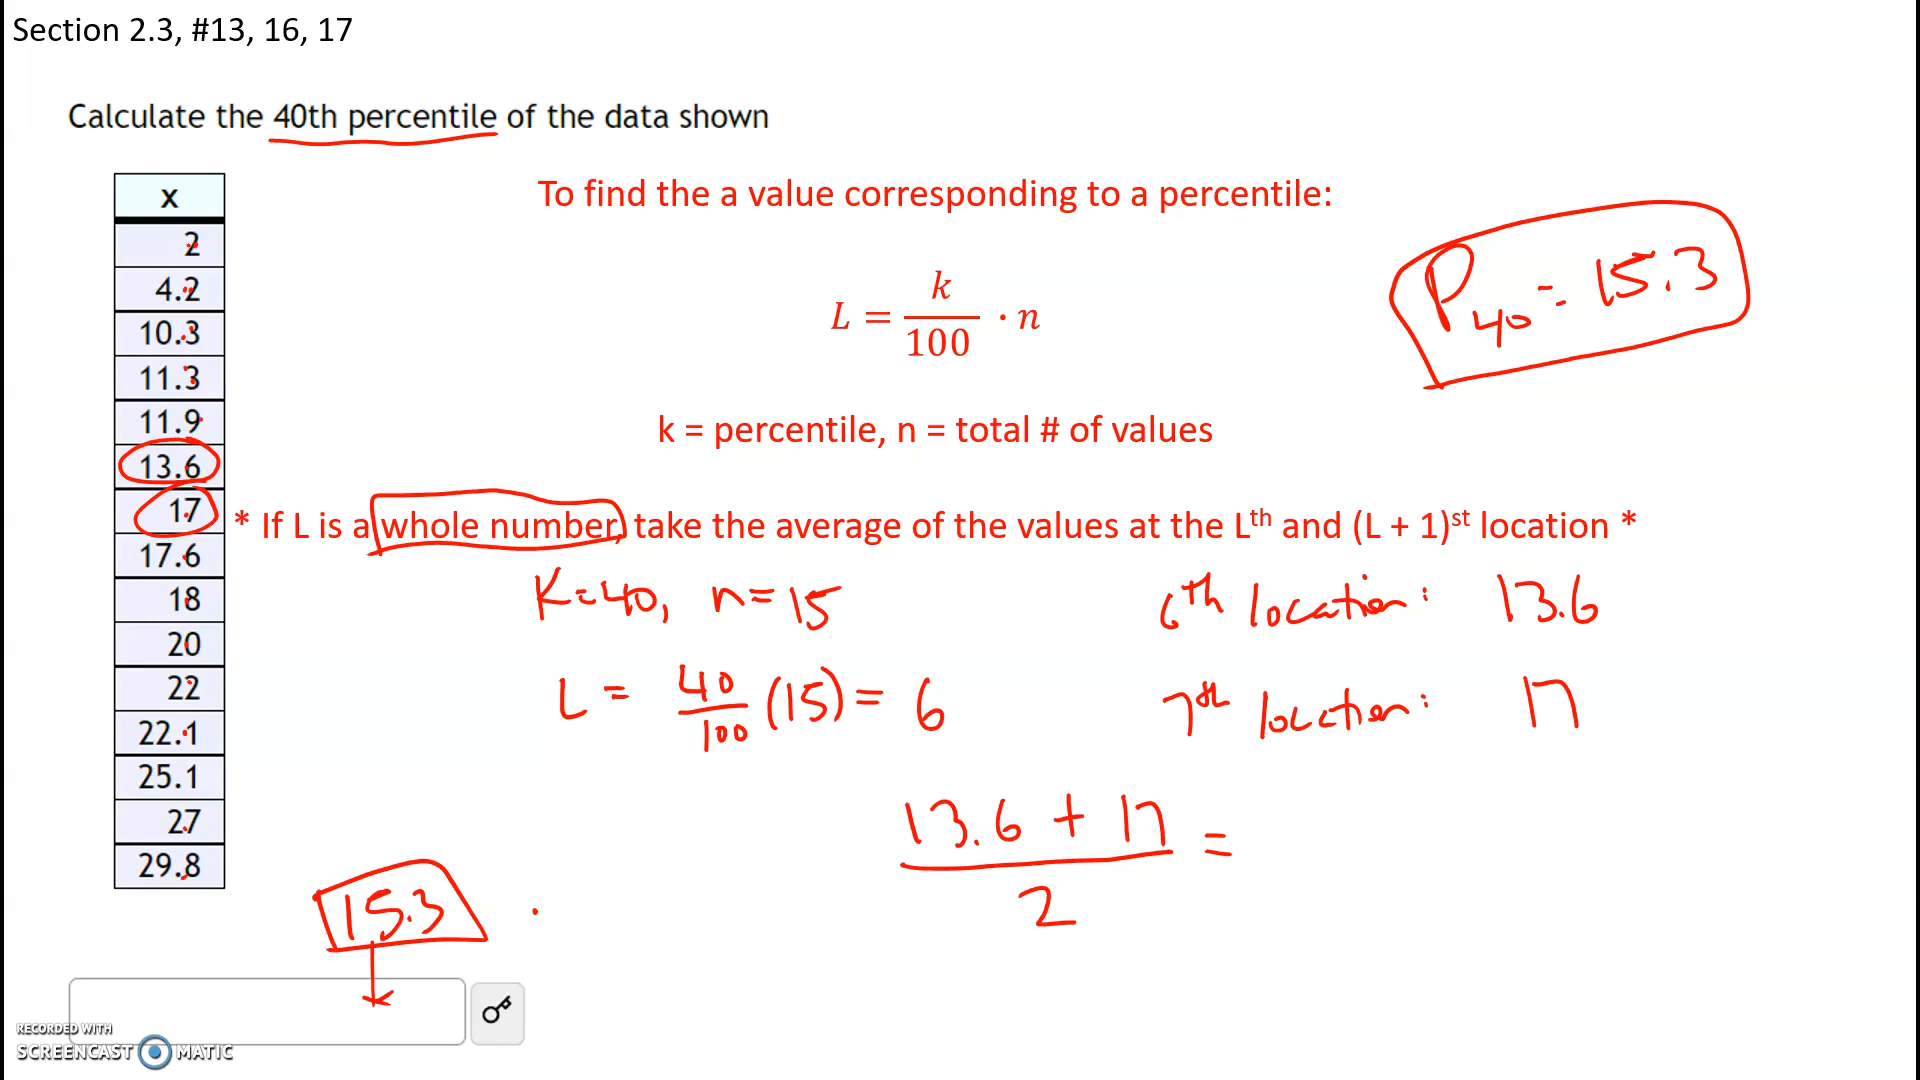 Section 2.3, #13, 16, 17
Calculate the 40th percentile of the data shown
x
2
4.2
10.3
11.3
11.9
13.6
17
17.6
18
20
22
22.1
25.1
27
29.8
To find the a value corresponding to a percentile:
L = k/100 · n
k = percentile, n = total # of values
P40 = 15.3
* If L is a whole number, take the average of the values at the Lth and (L + 1)st location *
K=40, n=15
L = 40/100 (15) = 6
6th location: 13.6
7th location: 17
13.6 + 17 / 2 =
15.3
RECORDED WITH
SCREENCAST MATIC